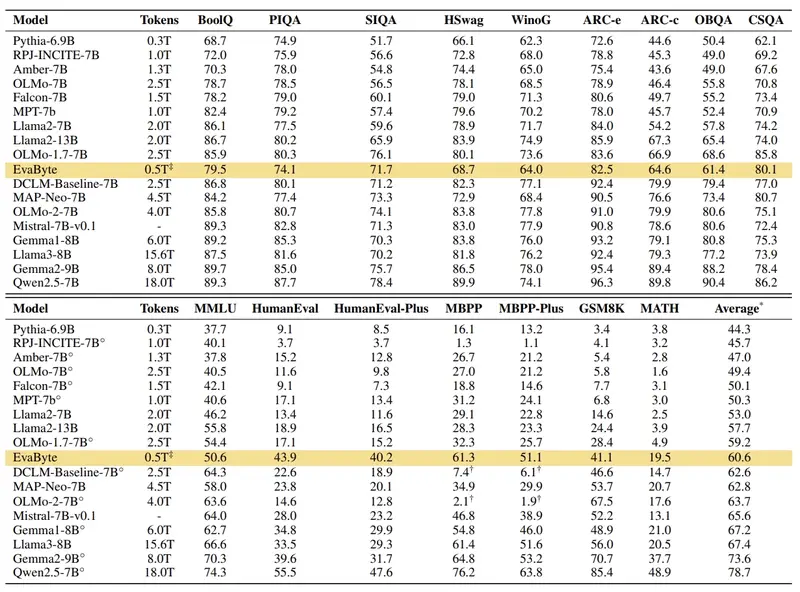 Model Tokens BoolQ PIQA SIQA HSwag WinoG ARC-e ARC-c OBQA CSQA
Pythia-6.9B 0.3T 68.7 74.9 51.7 66.1 62.3 72.6 44.6 50.4 62.1
RPJ-INCITE-7B 1.0T 72.0 75.9 56.6 72.8 68.0 78.8 45.3 49.0 69.2
Amber-7B 1.3T 70.3 78.0 54.8 74.4 65.0 75.4 43.6 49.0 67.6
OLMo-7B 2.5T 78.7 78.5 56.5 78.1 68.5 78.9 46.4 55.8 70.8
Falcon-7B 1.5T 78.2 79.0 60.1 79.0 71.3 80.6 49.7 55.2 73.4
MPT-7b 1.0T 82.4 79.2 57.4 79.6 70.2 78.0 45.7 52.4 70.9
Llama2-7B 2.0T 86.1 77.5 59.6 78.9 71.7 84.0 54.2 57.8 74.2
Llama2-13B 2.0T 86.7 80.2 65.9 83.9 74.9 85.9 67.3 65.4 74.0
OLMo-1.7-7B 2.5T 85.9 80.3 76.1 80.1 73.6 83.6 66.9 68.6 85.8
EvaByte 0.5T‡ 79.5 74.1 71.7 68.7 64.0 82.5 64.6 61.4 80.1
DCLM-Baseline-7B 2.5T 86.8 80.1 71.2 82.3 77.1 92.4 79.9 79.4 77.0
MAP-Neo-7B 4.5T 84.2 77.4 73.3 72.9 68.4 90.5 76.6 73.4 80.7
OLMo-2-7B 4.0T 85.8 80.7 74.1 83.8 77.8 91.0 79.9 80.6 75.1
Mistral-7B-v0.1 - 89.3 82.8 71.3 83.0 77.9 90.8 78.6 80.6 72.4
Gemma1-8B 6.0T 89.2 85.3 70.3 83.8 76.0 93.2 79.1 80.8 75.3
Llama3-8B 15.6T 87.5 81.6 70.2 81.8 76.2 92.4 79.3 77.2 73.9
Gemma2-9B 8.0T 89.7 85.0 75.7 86.5 78.0 95.4 89.4 88.2 78.4
Qwen2.5-7B 18.0T 89.3 87.7 78.4 89.9 74.1 96.3 89.8 90.4 86.2
Model Tokens MMLU HumanEval HumanEval-Plus MBPP MBPP-Plus GSM8K MATH Average*
Pythia-6.9B 0.3T 37.7 9.1 8.5 16.1 13.2 3.4 3.8 44.3
RPJ-INCITE-7B° 1.0T 40.1 3.7 3.7 1.3 1.1 4.1 3.2 45.7
Amber-7B° 1.3T 37.8 15.2 12.8 26.7 21.2 5.4 2.8 47.0
OLMo-7B° 2.5T 40.5 11.6 9.8 27.0 21.2 5.8 1.6 49.4
Falcon-7B° 1.5T 42.1 9.1 7.3 18.8 14.6 7.7 3.1 50.1
MPT-7b° 1.0T 40.6 17.1 13.4 31.2 24.1 6.8 3.0 50.3
Llama2-7B 2.0T 46.2 13.4 11.6 29.1 22.8 14.6 2.5 53.0
Llama2-13B 2.0T 55.8 18.9 16.5 28.3 23.3 24.4 3.9 57.7
OLMo-1.7-7B° 2.5T 54.4 17.1 15.2 32.3 25.7 28.4 4.9 59.2
EvaByte 0.5T‡ 50.6 43.9 40.2 61.3 51.1 41.1 19.5 60.6
DCLM-Baseline-7B° 2.5T 64.3 22.6 18.9 7.4† 6.1† 46.6 14.7 62.6
MAP-Neo-7B 4.5T 58.0 23.8 20.1 34.9 29.9 53.7 20.7 62.8
OLMo-2-7B° 4.0T 63.6 14.6 12.8 2.1† 1.9† 67.5 17.6 63.7
Mistral-7B-v0.1 - 64.0 28.0 23.2 46.8 38.9 52.2 13.1 65.6
Gemma1-8B° 6.0T 62.7 34.8 29.9 54.8 46.0 48.9 21.0 67.2
Llama3-8B 15.6T 66.6 33.5 29.3 61.4 51.6 56.0 20.5 67.4
Gemma2-9B° 8.0T 70.3 39.6 31.7 64.8 53.2 70.7 37.7 73.6
Qwen2.5-7B° 18.0T 74.3 55.5 47.6 76.2 63.8 85.4 48.9 78.7